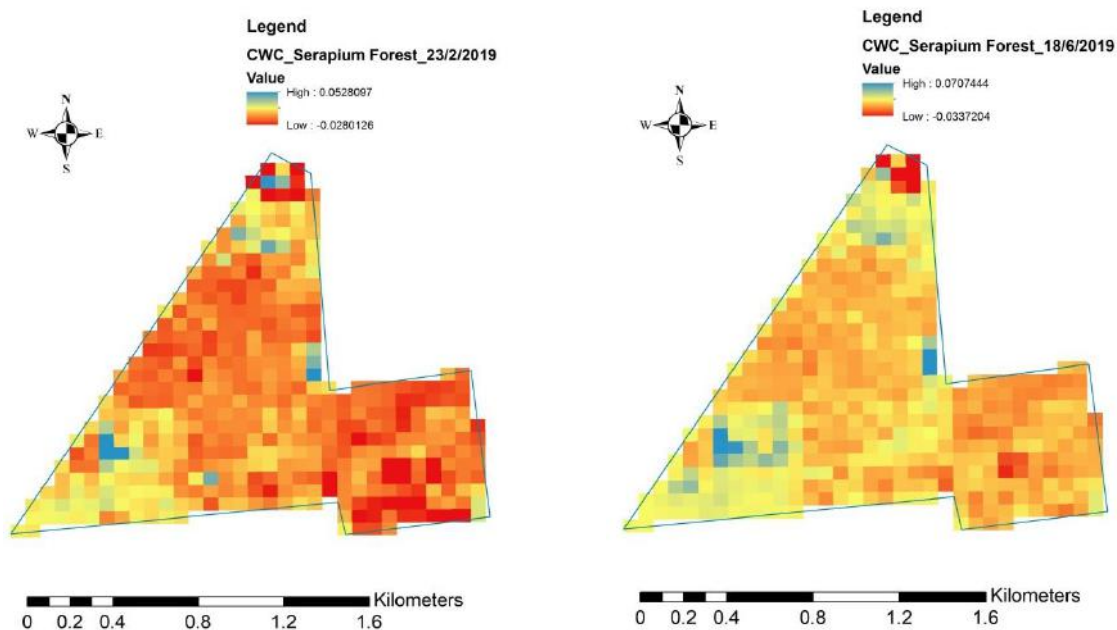 Legend
CWC_Serapium Forest_23/2/2019
Value
High : 0.0528097
Low : -0.0280126
N
W E
S
Kilometers
0 0.2 0.4 0.8 1.2 1.6
Legend
CWC_Serapium Forest_18/6/2019
Value
High : 0.0707444
Low : -0.0337204
N
W E
S
Kilometers
0 0.2 0.4 0.8 1.2 1.6